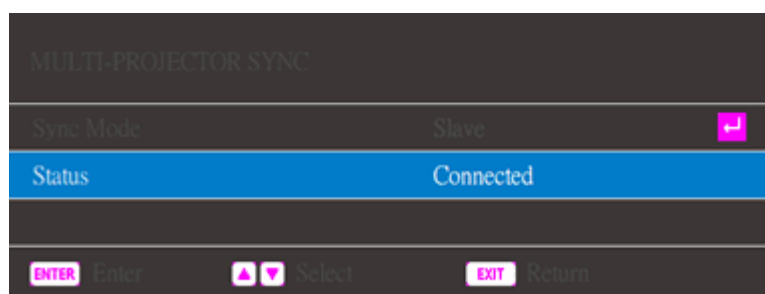 MULTI-PROJECTOR SYNC
Sync Mode Slave
Status Connected
ENTER Enter Select EXIT Return